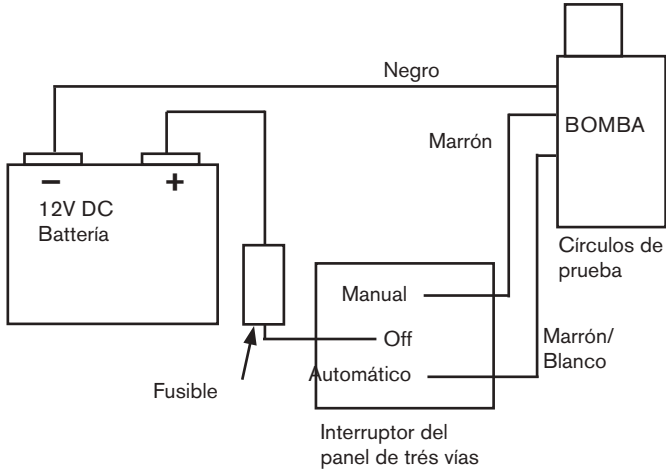 Negro
BOMBA
Marrón
−
+
12V DC
Battería
Círculos de
prueba
Manual
Off
Automático
Marrón/
Blanco
Fusible
Interruptor del
panel de trés vías